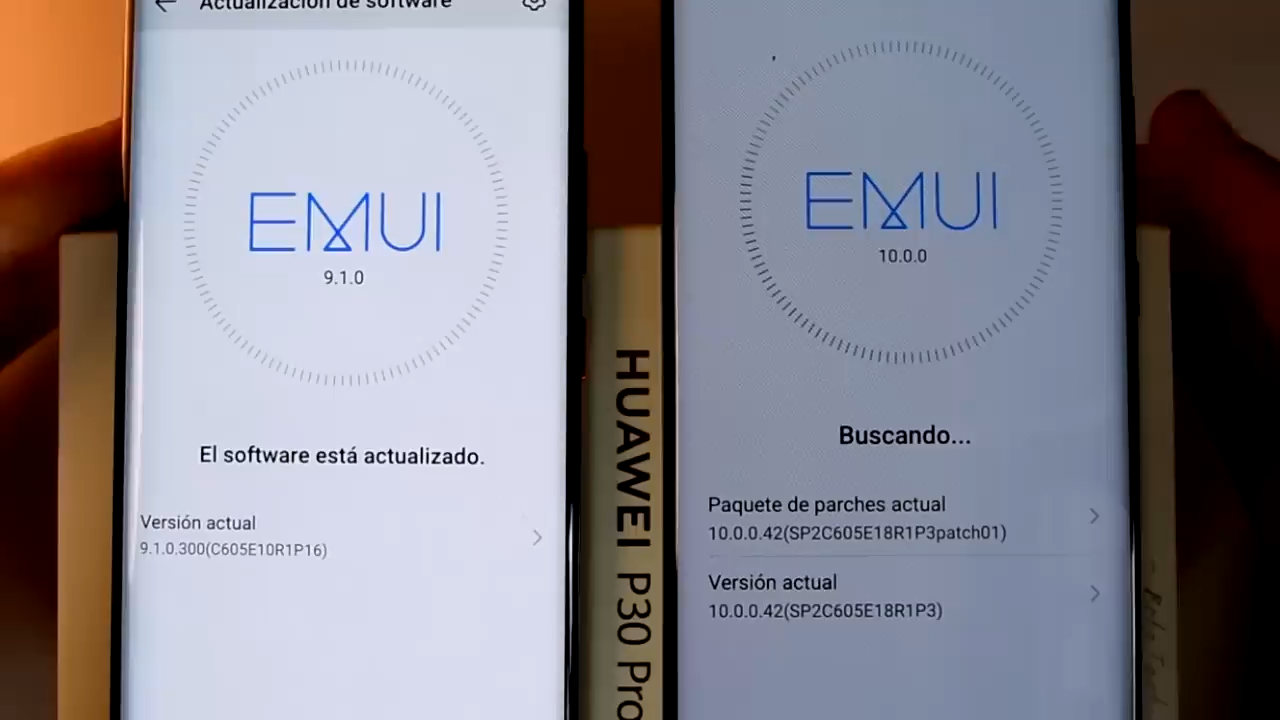 Actualización de software
EMUI
9.1.0
El software está actualizado.
Versión actual
9.1.0.300(C605E10R1P16)
HUAWEI P30 Pro
EMUI
10.0.0
Buscando...
Paquete de parches actual
10.0.0.42(SP2C605E18R1P3patch01)
Versión actual
10.0.0.42(SP2C605E18R1P3)